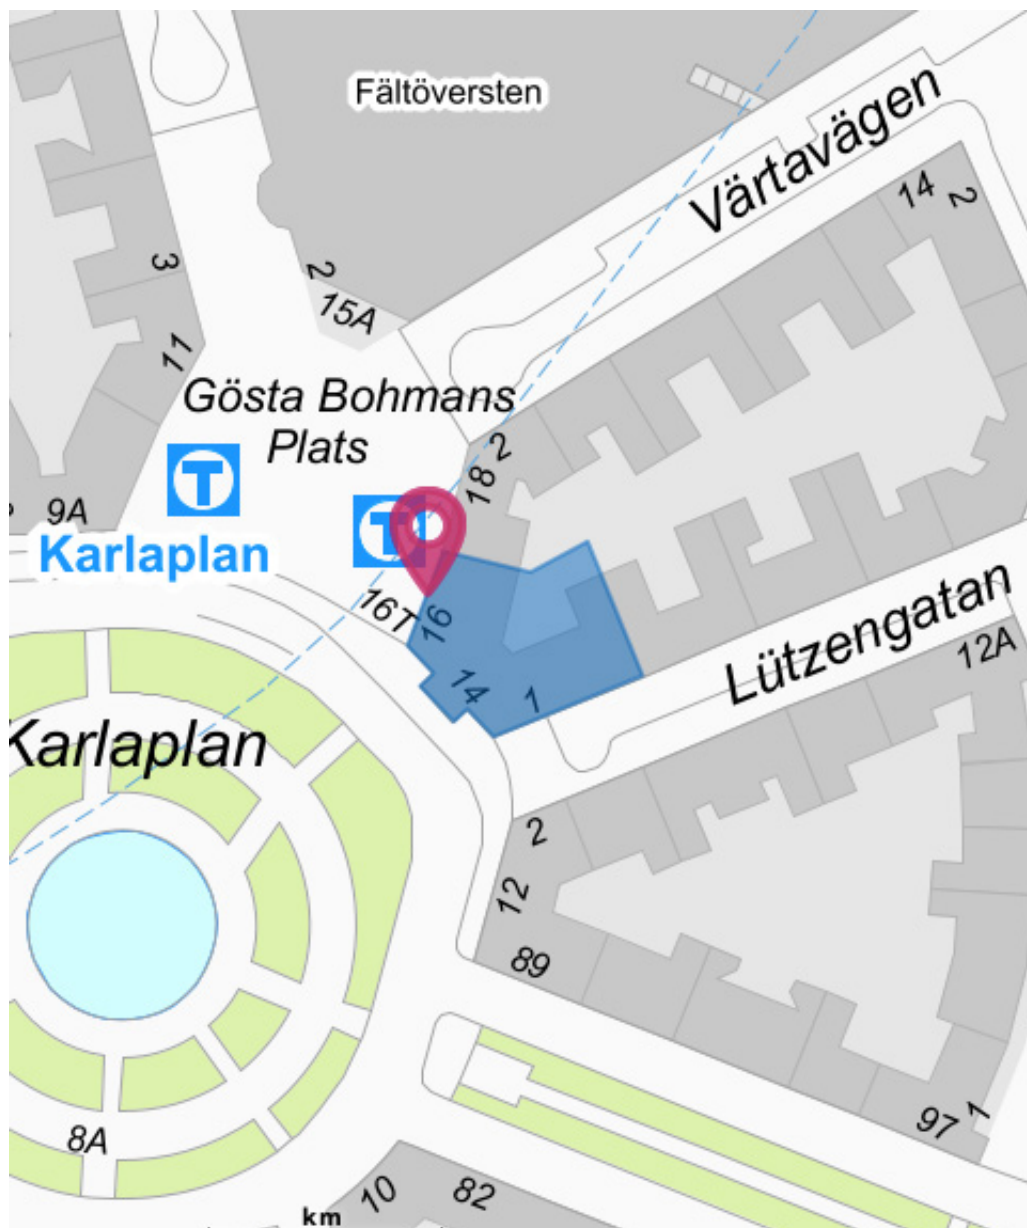 Fältöversten
Värtavägen
14
2
3
2
15A
11
Gösta Bohmans
Plats
2
18
T
T
9A
Karlaplan
16T
16
14
1
Lützengatan
12A
Karlaplan
2
12
89
8A
97
1
10
82
km